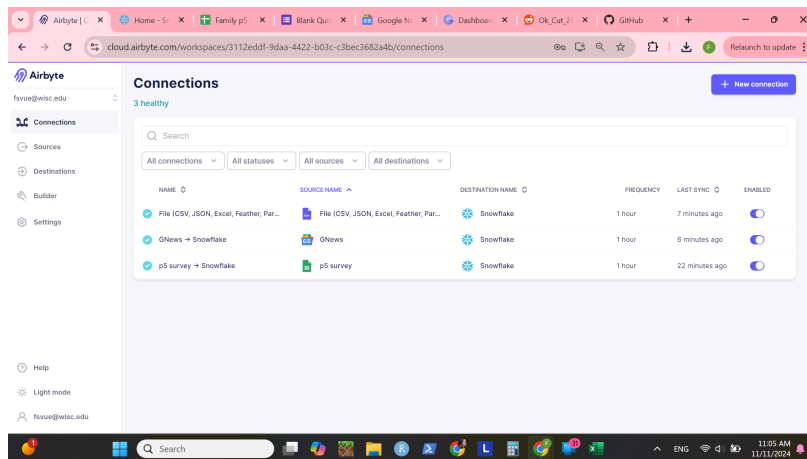 Airbyte | C
Home - Sn
Family p5
Blank Quiz
Google Ne
Dashboard
Ok_Cut_27
GitHub
cloud.airbyte.com/workspaces/3112eddf-9daa-4422-b03c-c3bec3682a4b/connections
Relaunch to update
Airbyte
fsvue@wisc.edu
Connections
Sources
Destinations
Builder
Settings
Help
Light mode
fsvue@wisc.edu
Connections
3 healthy
+ New connection
Search
All connections All statuses All sources All destinations
NAME SOURCE NAME DESTINATION NAME FREQUENCY LAST SYNC ENABLED
File (CSV, JSON, Excel, Feather, Par... File (CSV, JSON, Excel, Feather, Par... Snowflake 1 hour 7 minutes ago
GNews → Snowflake GNews Snowflake 1 hour 6 minutes ago
p5 survey → Snowflake p5 survey Snowflake 1 hour 22 minutes ago
Search
ENG
11:05 AM
11/11/2024